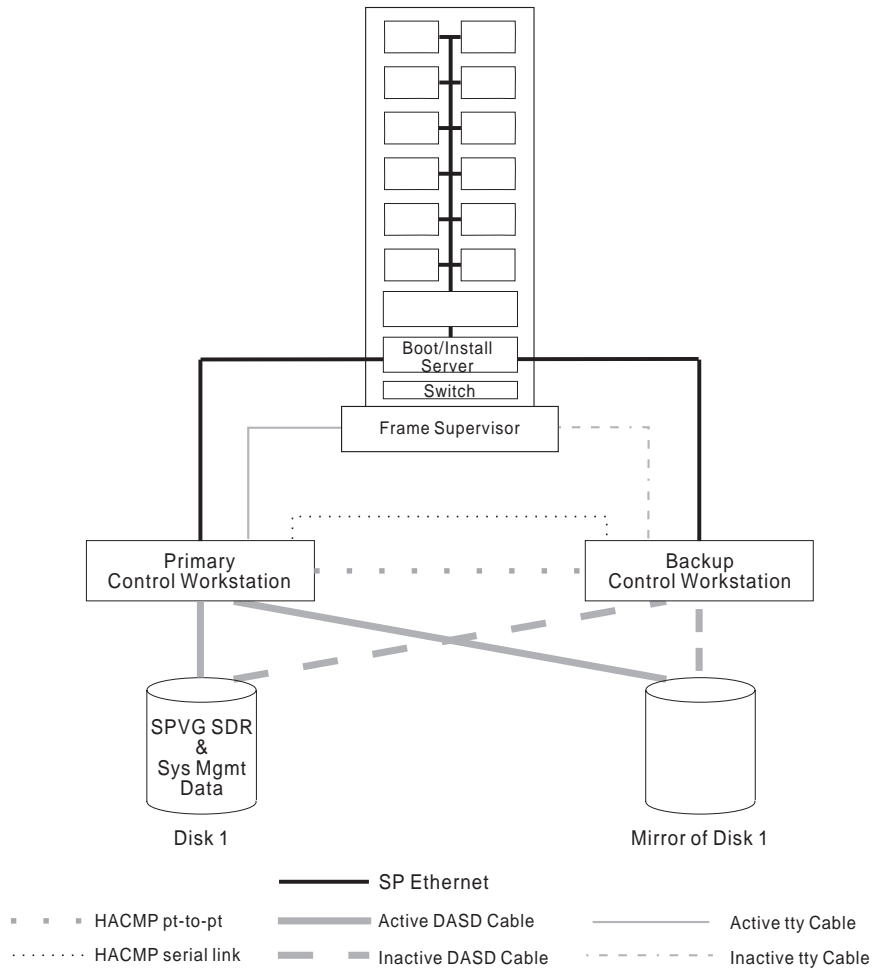 Boot/Install
Server
Switch
Frame Supervisor
Primary
Control Workstation
Backup
Control Workstation
SPVG SDR
&
Sys Mgmt
Data
Disk 1
Mirror of Disk 1
SP Ethernet
HACMP pt-to-pt
Active DASD Cable
Active tty Cable
HACMP serial link
Inactive DASD Cable
Inactive tty Cable